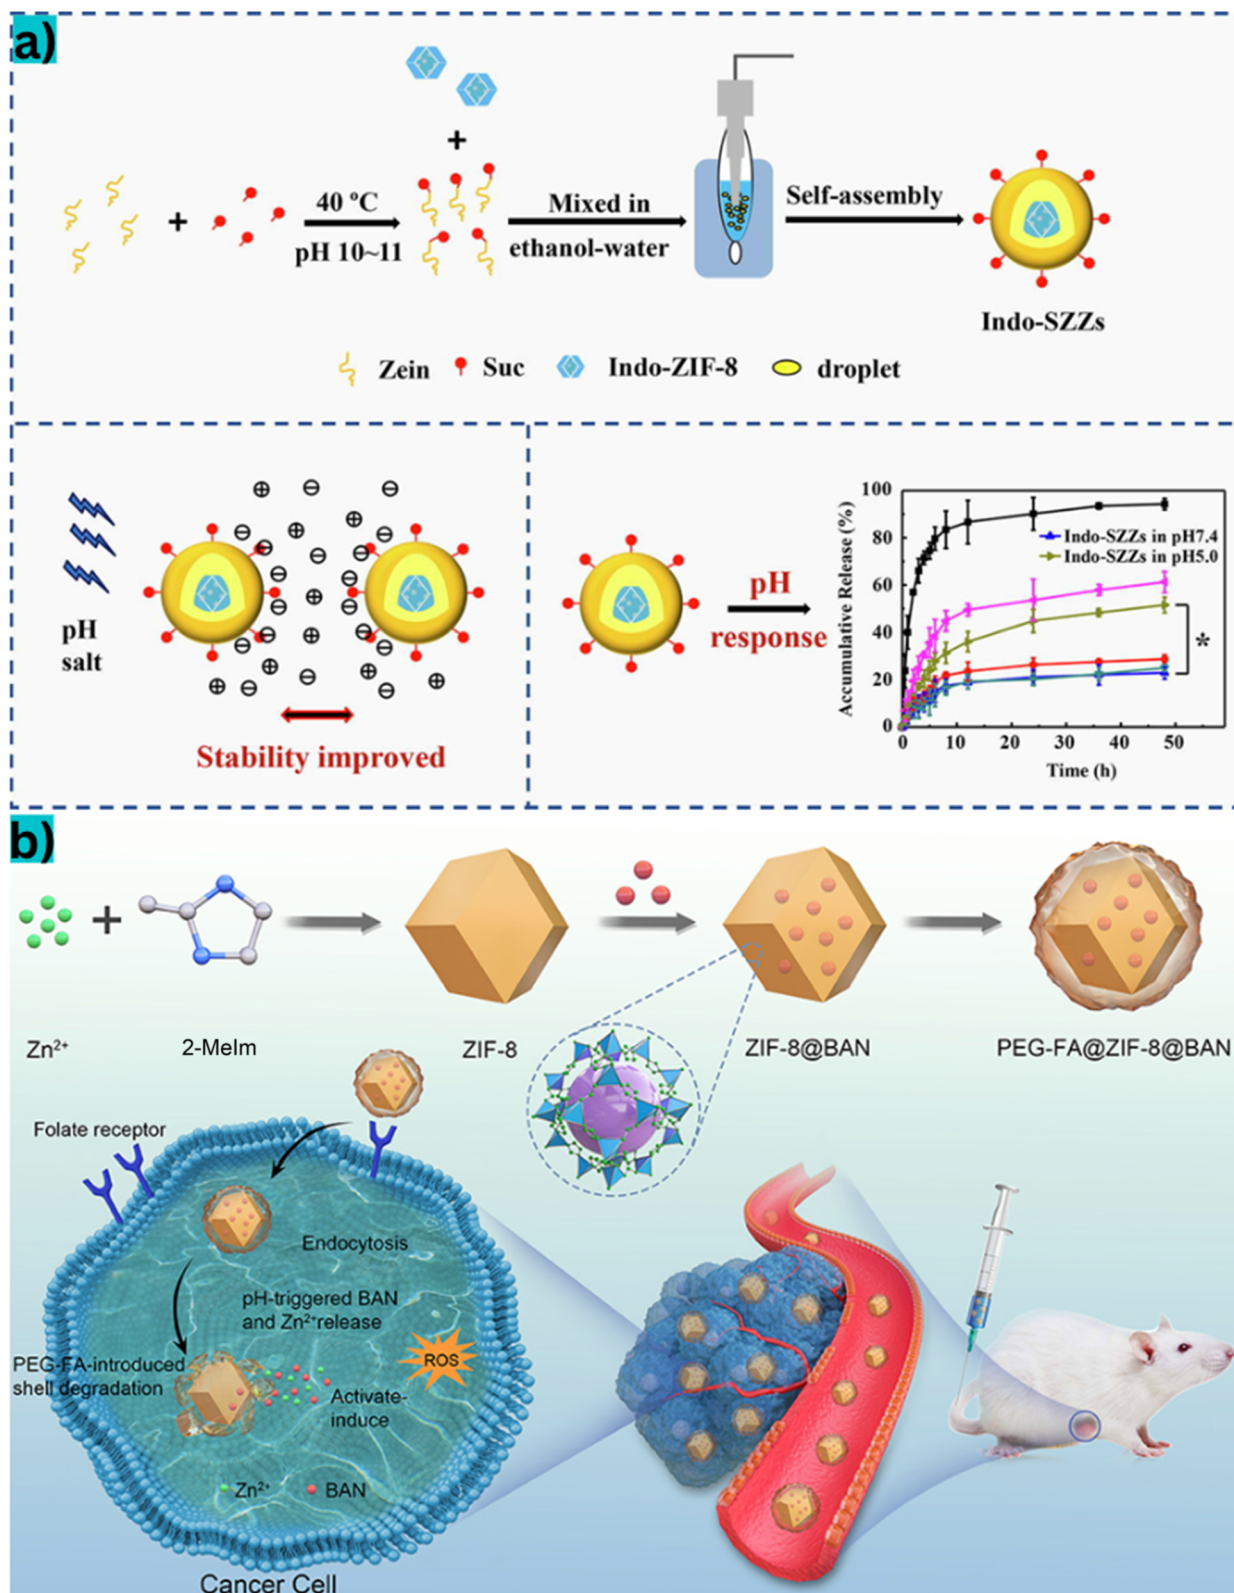 a)
+
+
40 ºC
pH 10~11
Mixed in
ethanol-water
Self-assembly
Indo-SZZs
Zein
Suc
Indo-ZIF-8
droplet
pH
salt
Stability improved
pH
response
Accumulative Release (%)
100
80
60
40
20
0
Indo-SZZs in pH7.4
Indo-SZZs in pH5.0
*
0
10
20
30
40
50
Time (h)
b)
+
Zn²⁺
2-MeIm
ZIF-8
ZIF-8@BAN
PEG-FA@ZIF-8@BAN
Folate receptor
Endocytosis
pH-triggered BAN
and Zn²⁺release
ROS
PEG-FA-introduced
shell degradation
Activate-
induce
Zn²⁺
BAN
Cancer Cell